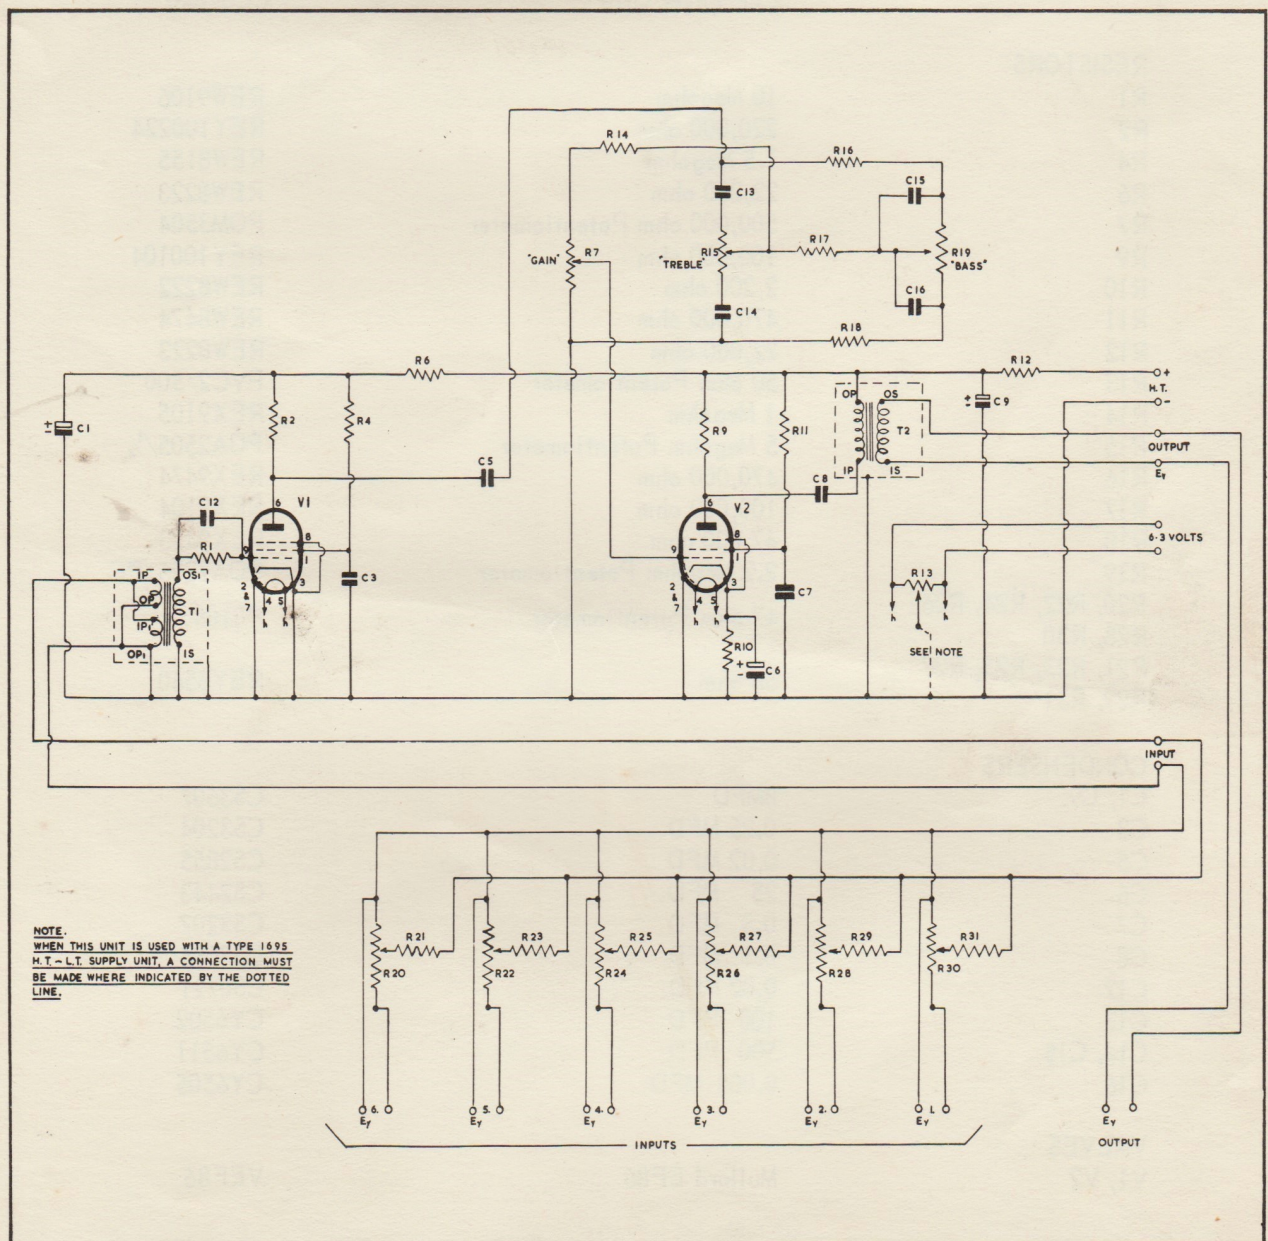 R14
R16
C13
C15
"GAIN"
R7
"TREBLE"
R15
R17
R19
"BASS"
C16
C14
R18
R6
R12
+
H.T.
-
C1
R2
R4
C5
R9
R11
OP
OS
T2
IP
IS
C9
OUTPUT
Ey
C8
6
V1
6
V2
C12
R1
9
8
1
C3
2
&
7
4
5
3
h
h
9
8
1
C7
2
&
7
4
5
3
h
h
R10
C6
6·3 VOLTS
R13
h
h
SEE NOTE
IP
OS1
OP
T1
IP1
OP1
IS
INPUT
NOTE.
WHEN THIS UNIT IS USED WITH A TYPE 1695
H.T. - L.T. SUPPLY UNIT, A CONNECTION MUST
BE MADE WHERE INDICATED BY THE DOTTED
LINE.
R21
R23
R25
R27
R29
R31
R20
R22
R24
R26
R28
R30
6.
5.
4.
3.
2.
1.
Ey
Ey
Ey
Ey
Ey
Ey
Ey
INPUTS
OUTPUT